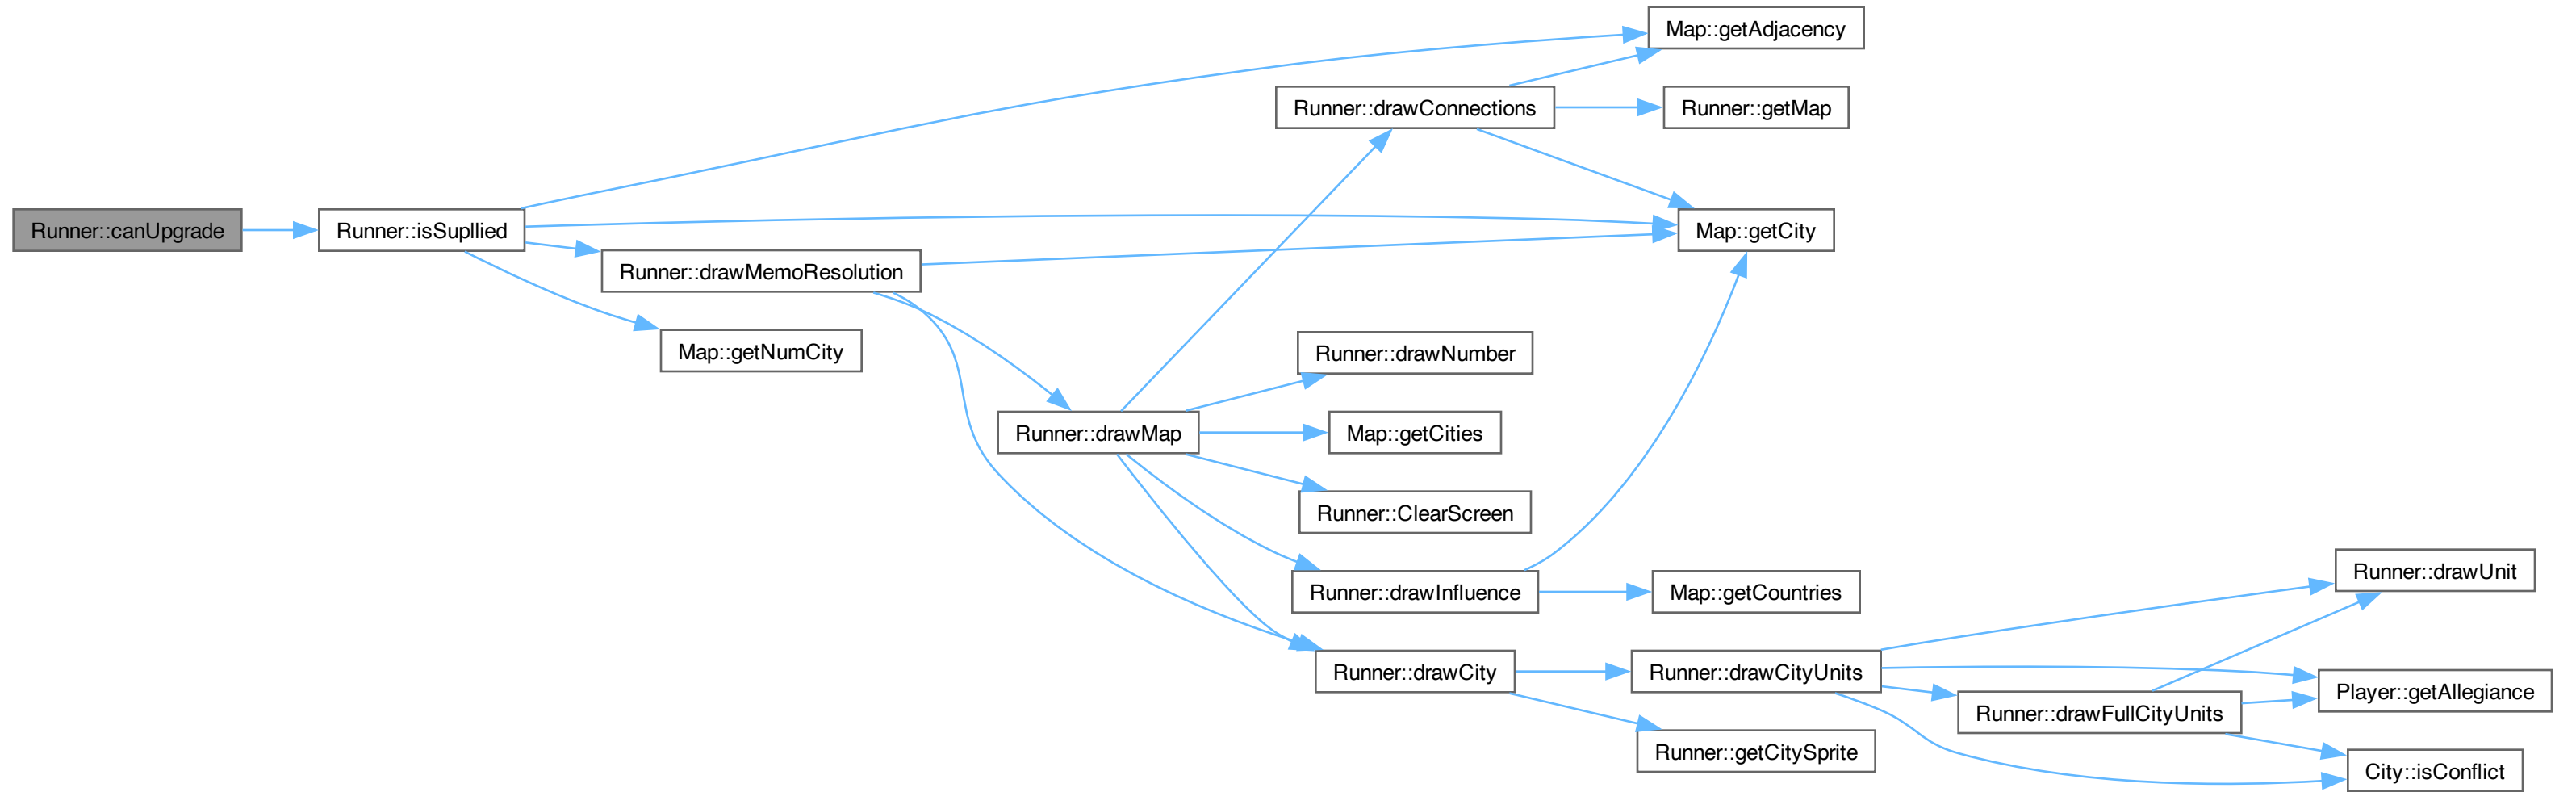 Runner::canUpgrade
Runner::isSupllied
Map::getAdjacency
Map::getCity
Runner::drawMemoResolution
Runner::drawMap
Runner::drawConnections
Runner::getMap
Runner::drawNumber
Map::getCities
Runner::ClearScreen
Runner::drawInfluence
Map::getCountries
Runner::drawCity
Runner::drawCityUnits
Runner::drawUnit
Player::getAllegiance
Runner::drawFullCityUnits
City::isConflict
Runner::getCitySprite
Map::getNumCity